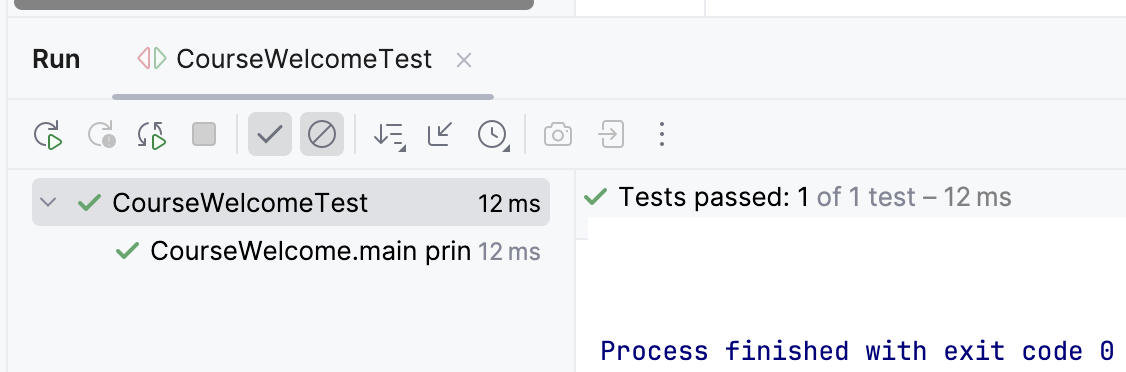 Run CourseWelcomeTest
CourseWelcomeTest 12 ms
CourseWelcome.main prin 12 ms
Tests passed: 1 of 1 test – 12 ms
Process finished with exit code 0